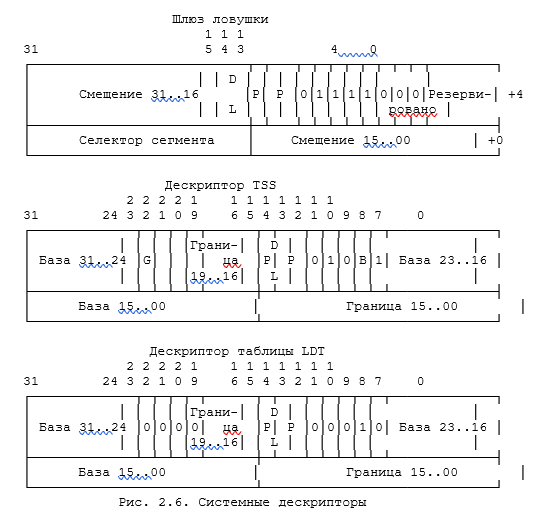 Шлюз ловушки
1 1 1
31 5 4 3 4 0
D
Смещение 31..16 |P| P |0|1|1|1|1|0|0|0|Резерви-| +4
L ровано |
Селектор сегмента | Смещение 15..00 | +0
Дескриптор TSS
2 2 2 2 1 1 1 1 1 1 1
31 24 3 2 1 0 9 6 5 4 3 2 1 0 9 8 7 0
|Грани-| D
База 31..24 |G| | | | ца |P| P |0|1|0|B|1| База 23..16 |
|19..16| L
База 15..00 | Граница 15..00 |
Дескриптор таблицы LDT
2 2 2 2 1 1 1 1 1 1 1
31 24 3 2 1 0 9 6 5 4 3 2 1 0 9 8 7 0
|Грани-| D
База 31..24 |0|0|0|0| ца |P| P |0|0|0|1|0| База 23..16 |
|19..16| L
База 15..00 | Граница 15..00 |
Рис. 2.6. Системные дескрипторы